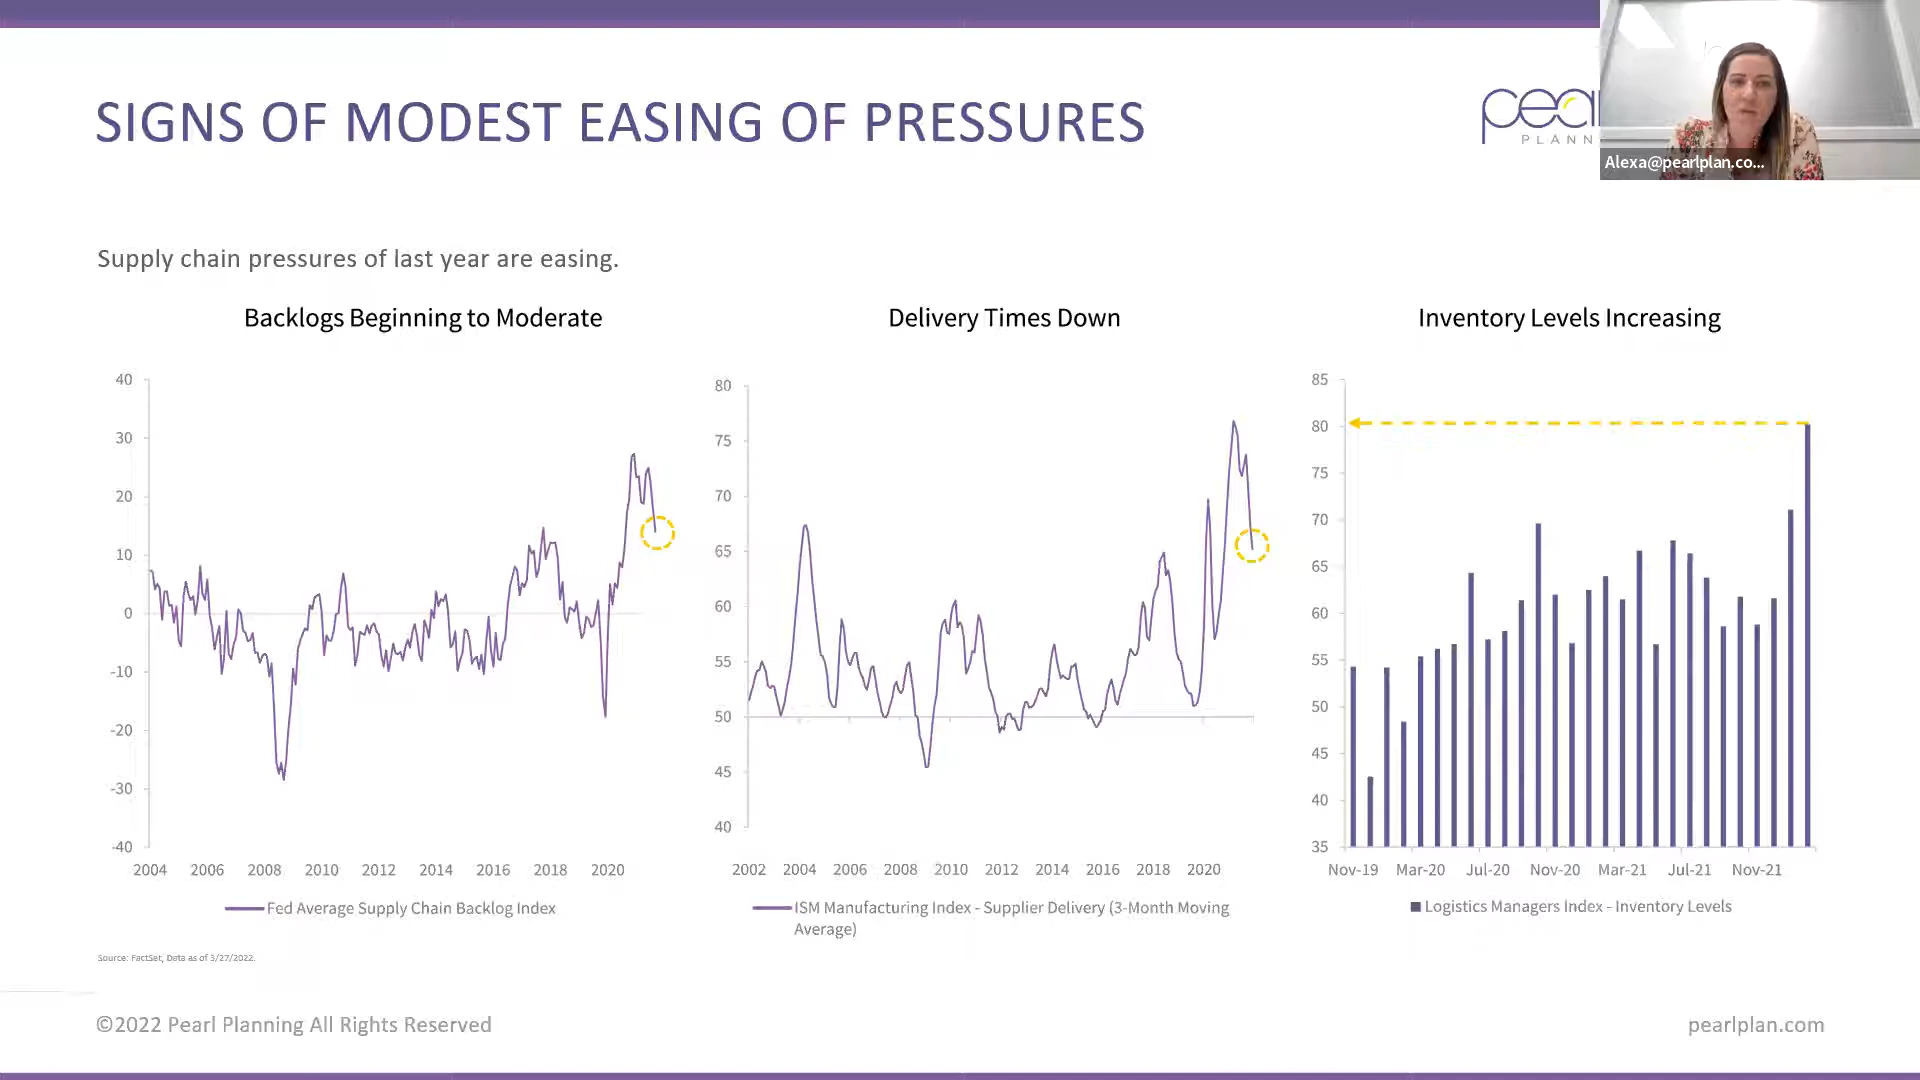 SIGNS OF MODEST EASING OF PRESSURES
pea
PLANN
Alexa@pearlplan.co...
Supply chain pressures of last year are easing.
Backlogs Beginning to Moderate
40
30
20
10
0
-10
-20
-30
-40
2004 2006 2008 2010 2012 2014 2016 2018 2020
Fed Average Supply Chain Backlog Index
Delivery Times Down
80
75
70
65
60
55
50
45
40
2002 2004 2006 2008 2010 2012 2014 2016 2018 2020
ISM Manufacturing Index - Supplier Delivery (3-Month Moving
Average)
Inventory Levels Increasing
85
80
75
70
65
60
55
50
45
40
35
Nov-19 Mar-20 Jul-20 Nov-20 Mar-21 Jul-21 Nov-21
Logistics Managers Index - Inventory Levels
Source: FactSet, Data as of
©2022 Pearl Planning All Rights Reserved
pearlplan.com